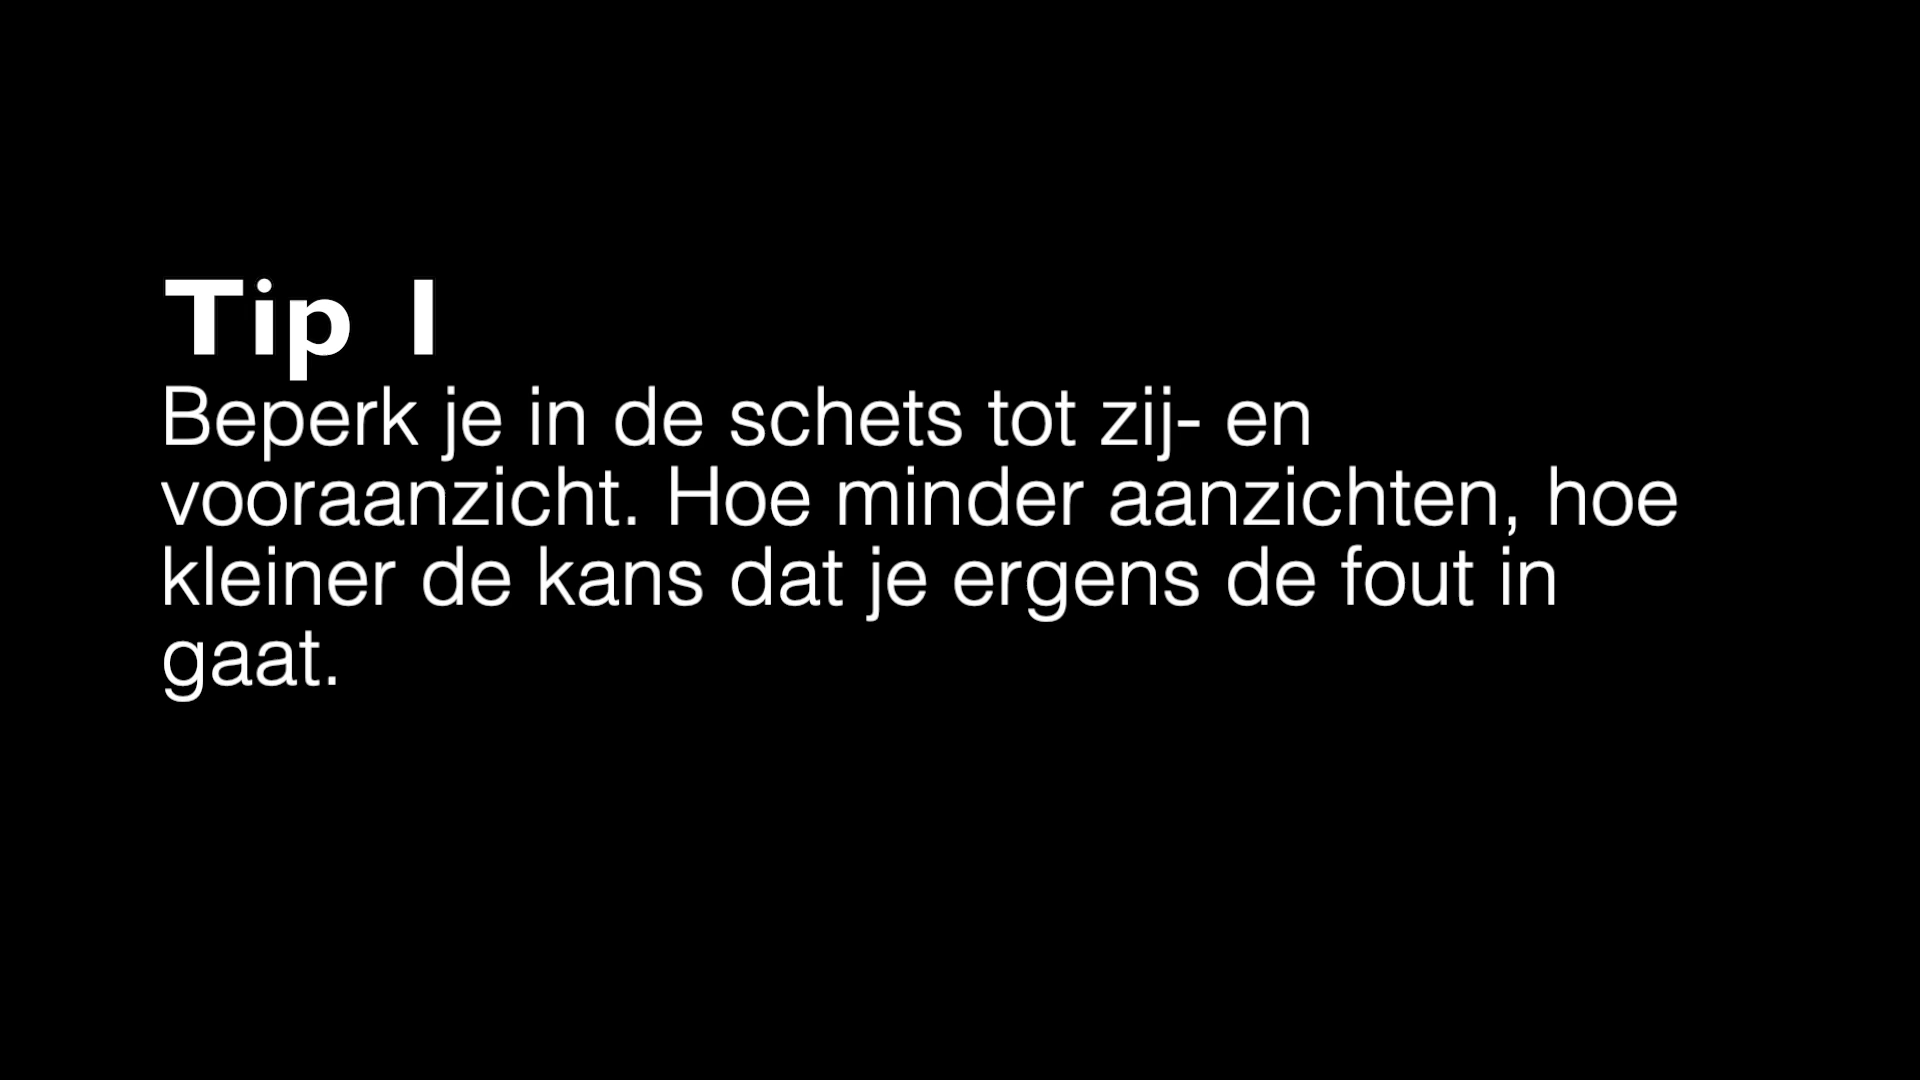 Tip 1
Beperk je in de schets tot zij- en
vooraanzicht. Hoe minder aanzichten, hoe
kleiner de kans dat je ergens de fout in
gaat.